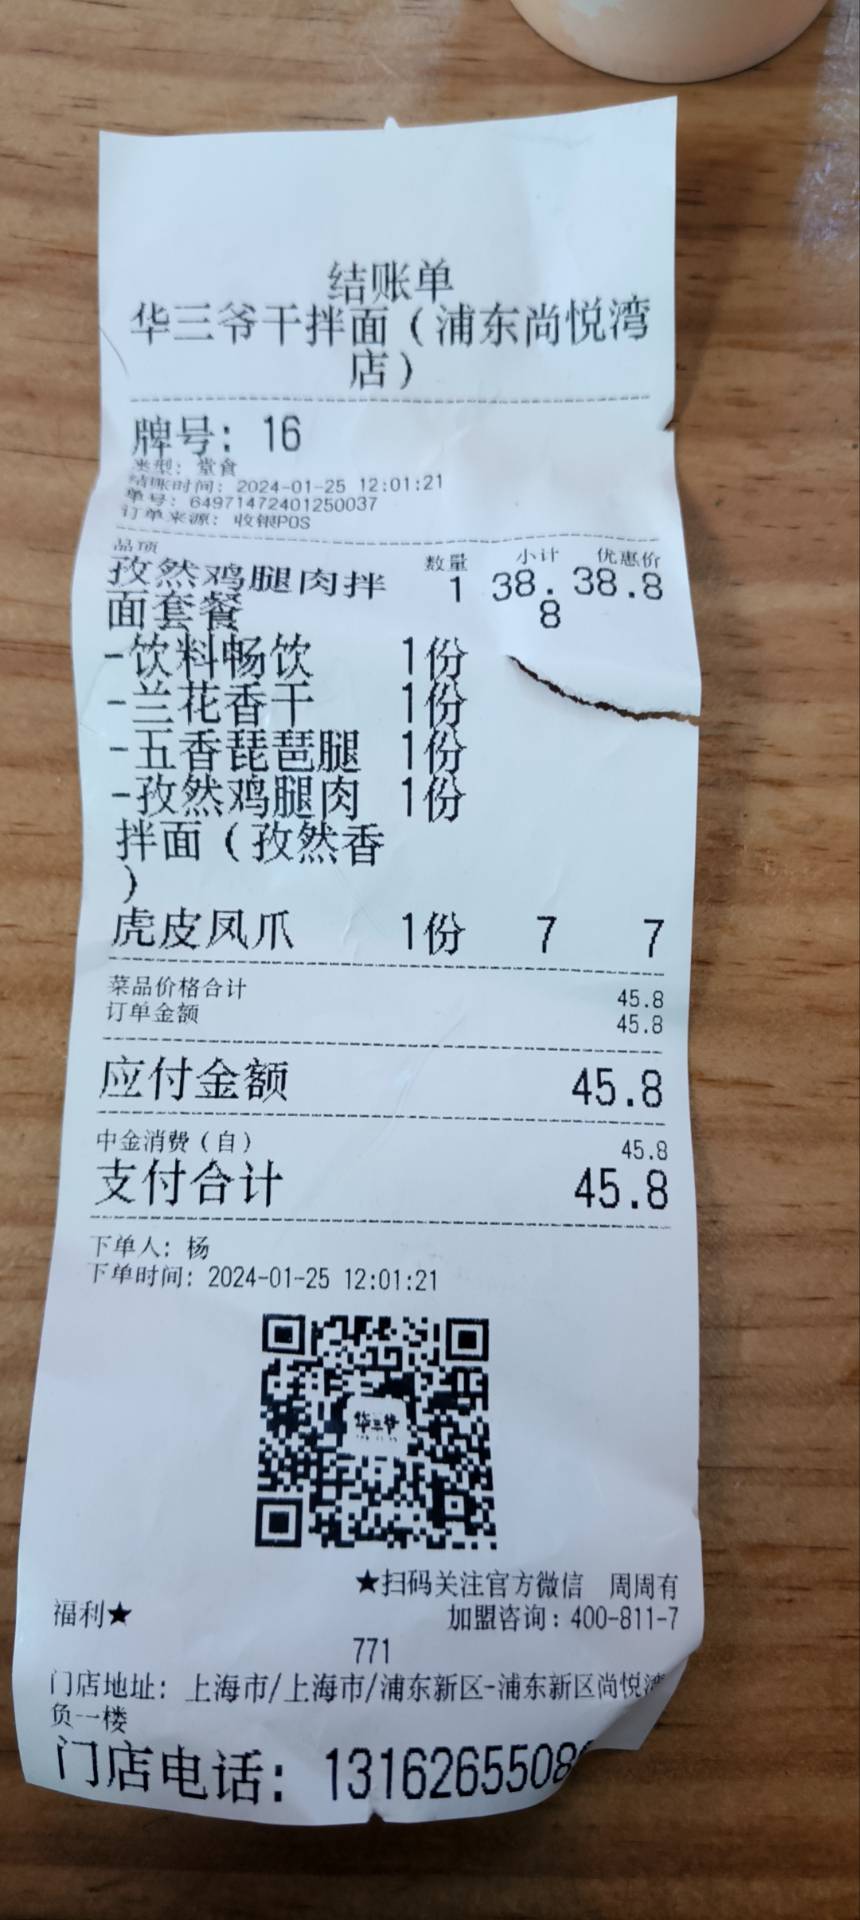 结账单
华三爷干拌面（浦东尚悦湾
店）
牌号：16
类型：堂食
结账时间：2024-01-25 12:01:21
单号：649714472401250037
订单来源：收银POS
品项 数量 小计 优惠价
孜然鸡腿肉拌 1 38. 38.8
面套餐 8
-饮料畅饮 1份
-兰花香干 1份
-五香琵琶腿 1份
-孜然鸡腿肉 1份
拌面（孜然香
）
虎皮凤爪 1份 7 7
菜品价格合计 45.8
订单金额 45.8
应付金额 45.8
中金消费（自） 45.8
支付合计 45.8
下单人：杨
下单时间：2024-01-25 12:01:21
华三爷
★扫码关注官方微信 周周有
福利★ 加盟咨询：400-811-7
771
门店地址：上海市/上海市/浦东新区-浦东新区尚悦湾
负一楼
门店电话：1316265508